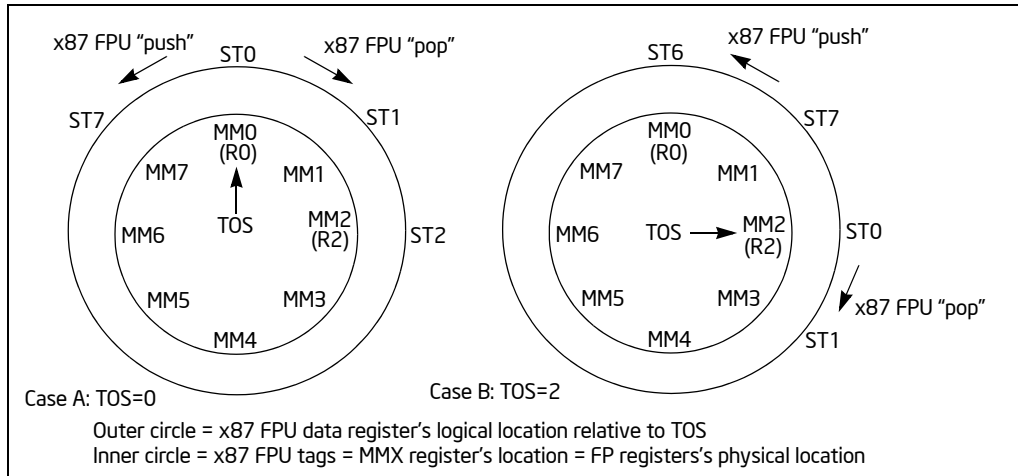 x87 FPU “push”
ST0
x87 FPU “pop”
ST7
ST1
MM0
(R0)
MM7
MM1
TOS
MM6
MM2
(R2)
ST2
MM5
MM3
MM4
Case A: TOS=0
ST6
x87 FPU “push”
ST7
MM0
(R0)
MM7
MM1
TOS
MM6
MM2
(R2)
ST0
MM5
MM3
x87 FPU “pop”
MM4
ST1
Case B: TOS=2
Outer circle = x87 FPU data register’s logical location relative to TOS
Inner circle = x87 FPU tags = MMX register’s location = FP registers’s physical location